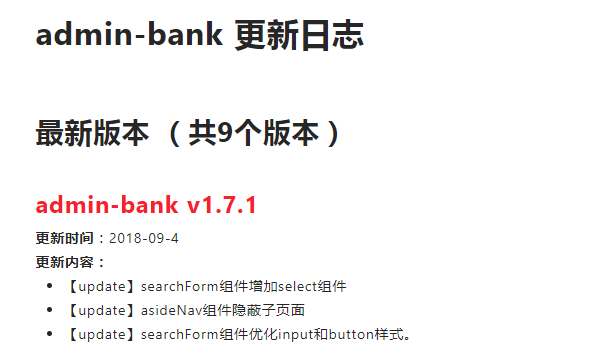 admin-bank 更新日志
最新版本 （共9个版本）
admin-bank v1.7.1
更新时间：2018-09-4
更新内容：
【update】searchForm组件增加select组件
【update】asideNav组件隐蔽子页面
【update】searchForm组件优化input和button样式。